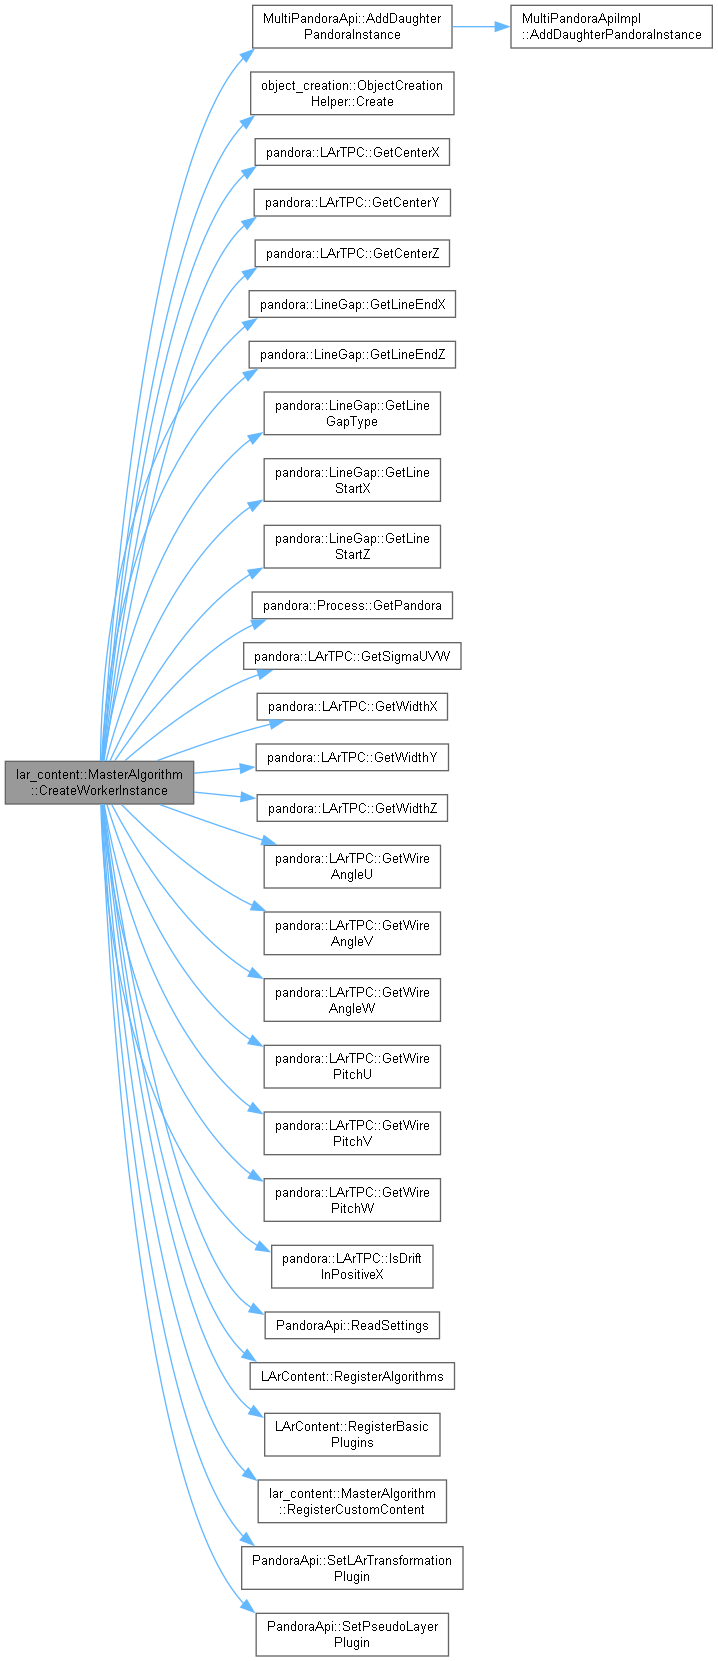 MultiPandoraApi::AddDaughter
PandoraInstance
MultiPandoraApiImpl
::AddDaughterPandoraInstance
object_creation::ObjectCreation
Helper::Create
pandora::LArTPC::GetCenterX
pandora::LArTPC::GetCenterY
pandora::LArTPC::GetCenterZ
pandora::LineGap::GetLineEndX
pandora::LineGap::GetLineEndZ
pandora::LineGap::GetLine
GapType
pandora::LineGap::GetLine
StartX
pandora::LineGap::GetLine
StartZ
pandora::Process::GetPandora
pandora::LArTPC::GetSigmaUVW
pandora::LArTPC::GetWidthX
pandora::LArTPC::GetWidthY
lar_content::MasterAlgorithm
::CreateWorkerInstance
pandora::LArTPC::GetWidthZ
pandora::LArTPC::GetWire
AngleU
pandora::LArTPC::GetWire
AngleV
pandora::LArTPC::GetWire
AngleW
pandora::LArTPC::GetWire
PitchU
pandora::LArTPC::GetWire
PitchV
pandora::LArTPC::GetWire
PitchW
pandora::LArTPC::IsDrift
InPositiveX
PandoraApi::ReadSettings
LArContent::RegisterAlgorithms
LArContent::RegisterBasic
Plugins
lar_content::MasterAlgorithm
::RegisterCustomContent
PandoraApi::SetLArTransformation
Plugin
PandoraApi::SetPseudoLayer
Plugin